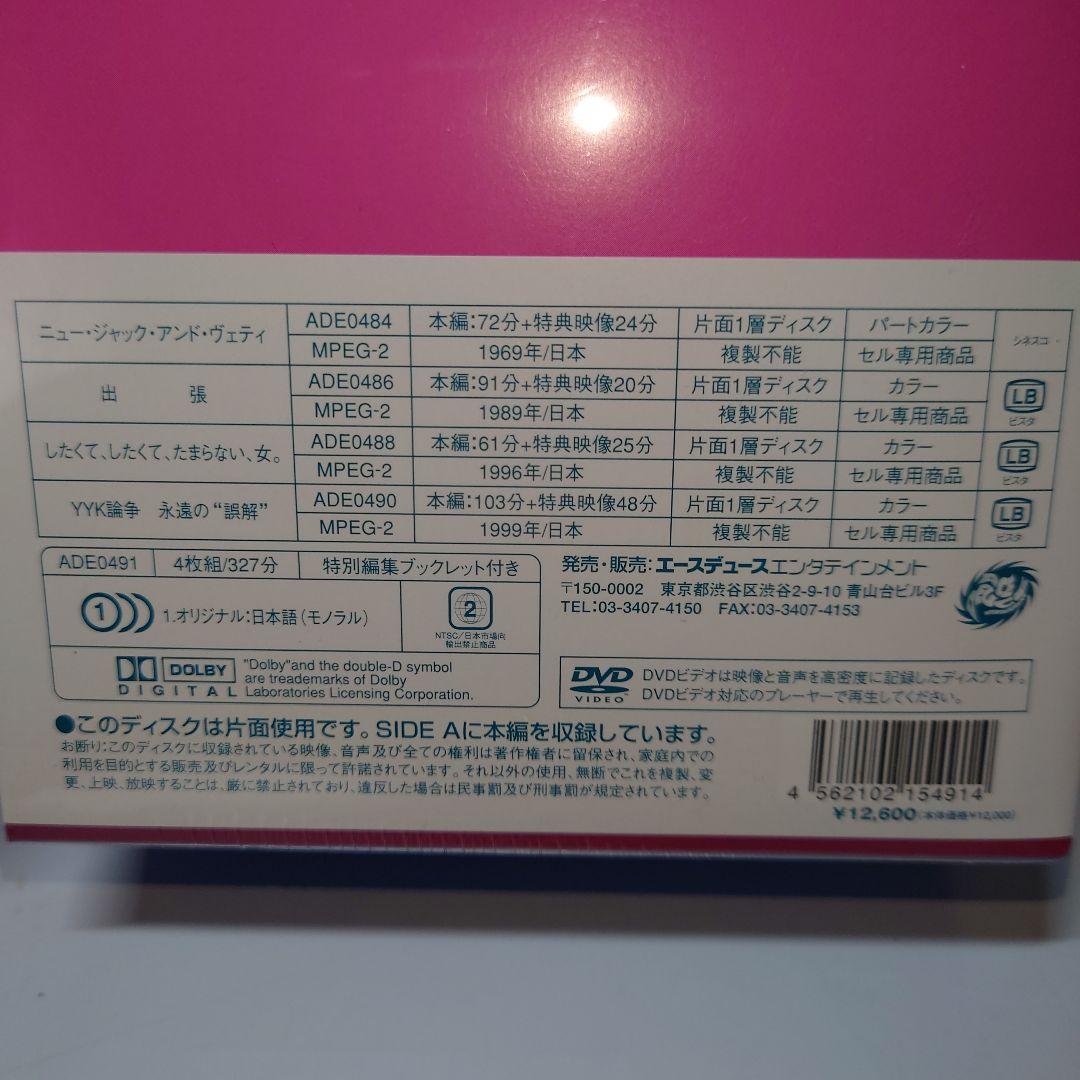 ニュー・ジャック・アンド・ヴェティ ADE0484 本編:72分+特典映像24分 片面1層ディスク パートカラー シネスコ
MPEG-2 1969年/日本 複製不能 セル専用商品
出張 ADE0486 本編:91分+特典映像20分 片面1層ディスク カラー LB ビスタ
MPEG-2 1989年/日本 複製不能 セル専用商品
したくて、したくて、たまらない、女。 ADE0488 本編:61分+特典映像25分 片面1層ディスク カラー LB ビスタ
MPEG-2 1996年/日本 複製不能 セル専用商品
YYK論争 永遠の“誤解” ADE0490 本編:103分+特典映像48分 片面1層ディスク カラー LB ビスタ
MPEG-2 1999年/日本 複製不能 セル専用商品
ADE0491 4枚組/327分 特別編集ブックレット付き
1 1.オリジナル:日本語(モノラル)
2
NTSC/日本市場向
輸出禁止商品
DOLBY DIGITAL
"Dolby"and the double-D symbol
are teademarks of Dolby
Laboratories Licensing Corporation.
発売・販売:エースデュースエンタテインメント
〒150-0002 東京都渋谷区渋谷2-9-10 青山台ビル3F
TEL:03-3407-4150 FAX:03-3407-4153
DVD VIDEO
DVDビデオは映像と音声を高密度に記録したディスクです。
DVDビデオ対応のプレーヤーで再生してください。
●このディスクは片面使用です。SIDE Aに本編を収録しています。
お断り:このディスクに収録されている映像、音声及び全ての権利は著作権者に留保され、家庭内での
利用を目的とする販売及びレンタルに限って許諾されています。それ以外の使用、無断でこれを複製、変
更、上映、放映することは、厳に禁止されており、違反した場合は民事罰及び刑事罰が規定されています。
4 562102 154914
¥12,600(本体価格¥12,000)